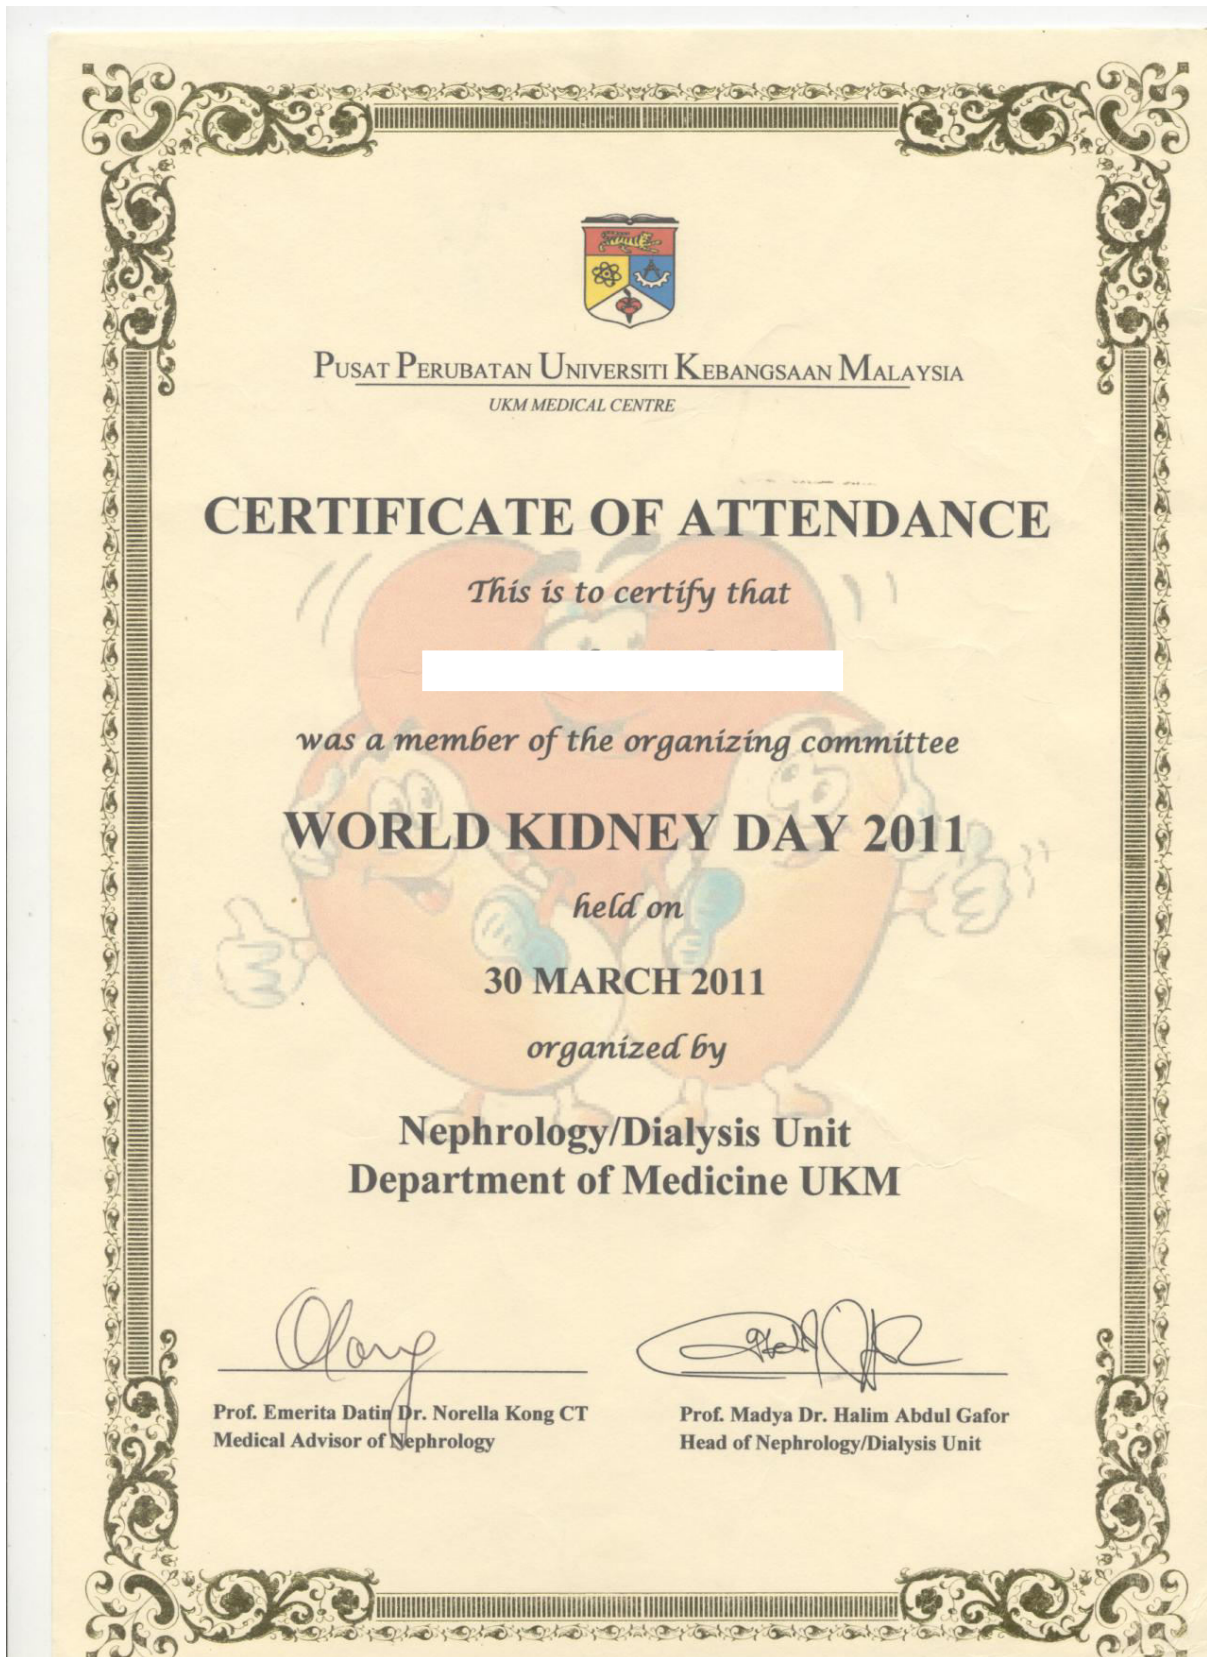 PUSAT PERUBATAN UNIVERSITI KEBANGSAAN MALAYSIA
UKM MEDICAL CENTRE
CERTIFICATE OF ATTENDANCE
This is to certify that
was a member of the organizing committee
WORLD KIDNEY DAY 2011
held on
30 MARCH 2011
organized by
Nephrology/Dialysis Unit
Department of Medicine UKM
Prof. Emerita Datin Dr. Norella Kong CT
Medical Advisor of Nephrology
Prof. Madya Dr. Halim Abdul Gafor
Head of Nephrology/Dialysis Unit